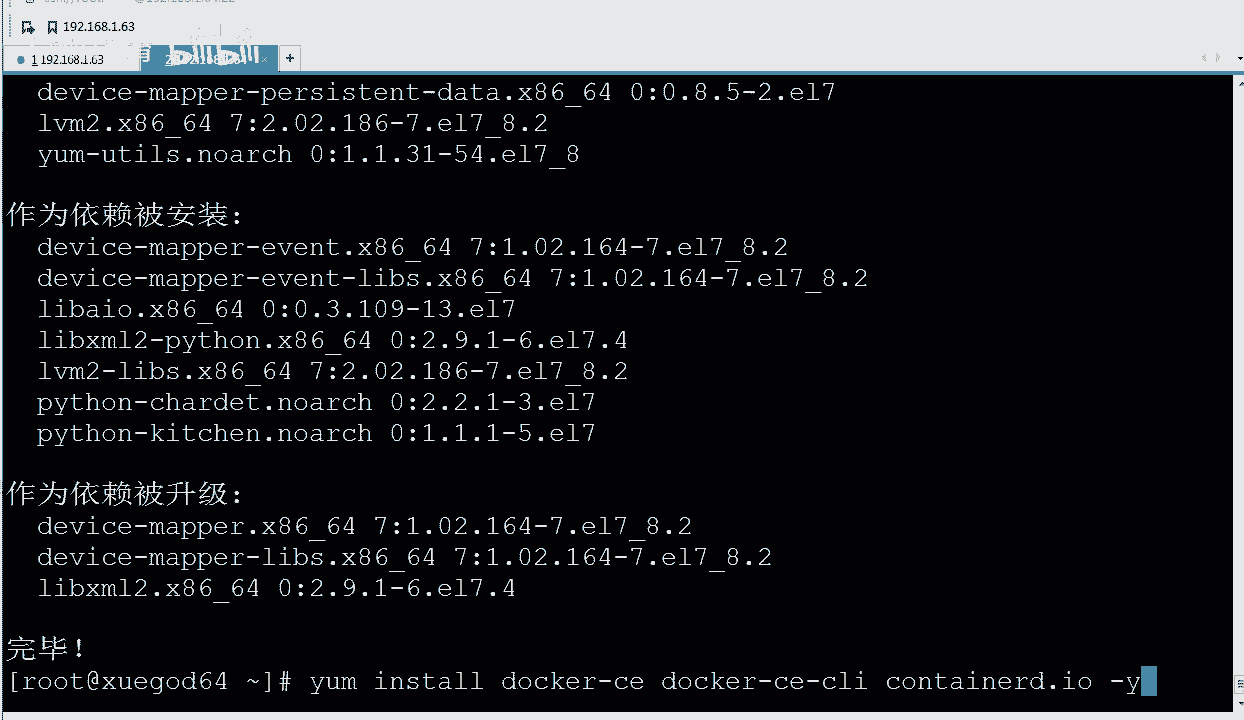 192.168.1.63
1 192.168.1.63
device-mapper-persistent-data.x86_64 0:0.8.5-2.el7
lvm2.x86_64 7:2.02.186-7.el7_8.2
yum-utils.noarch 0:1.1.31-54.el7_8
作为依赖被安装:
device-mapper-event.x86_64 7:1.02.164-7.el7_8.2
device-mapper-event-libs.x86_64 7:1.02.164-7.el7_8.2
libaio.x86_64 0:0.3.109-13.el7
libxml2-python.x86_64 0:2.9.1-6.el7.4
lvm2-libs.x86_64 7:2.02.186-7.el7_8.2
python-chardet.noarch 0:2.2.1-3.el7
python-kitchen.noarch 0:1.1.1-5.el7
作为依赖被升级:
device-mapper.x86_64 7:1.02.164-7.el7_8.2
device-mapper-libs.x86_64 7:1.02.164-7.el7_8.2
libxml2.x86_64 0:2.9.1-6.el7.4
完毕!
[root@xuegod64 ~]# yum install docker-ce docker-ce-cli containerd.io -y